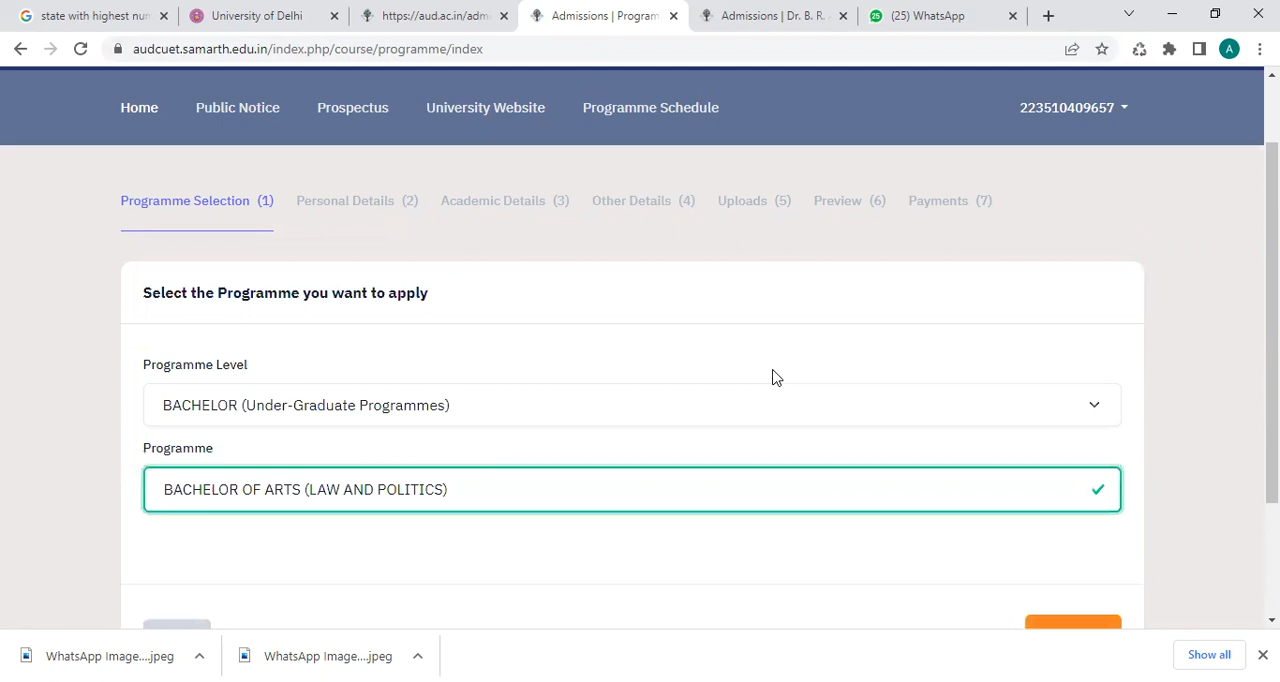 state with highest nur
University of Delhi
https://aud.ac.in/adm
Admissions | Program
Admissions | Dr. B. R.
(25) WhatsApp
audcuet.samarth.edu.in/index.php/course/programme/index
A
Home
Public Notice
Prospectus
University Website
Programme Schedule
223510409657
Programme Selection (1)
Personal Details (2)
Academic Details (3)
Other Details (4)
Uploads (5)
Preview (6)
Payments (7)
Select the Programme you want to apply
Programme Level
BACHELOR (Under-Graduate Programmes)
Programme
BACHELOR OF ARTS (LAW AND POLITICS)
WhatsApp Image....jpeg
WhatsApp Image....jpeg
Show all